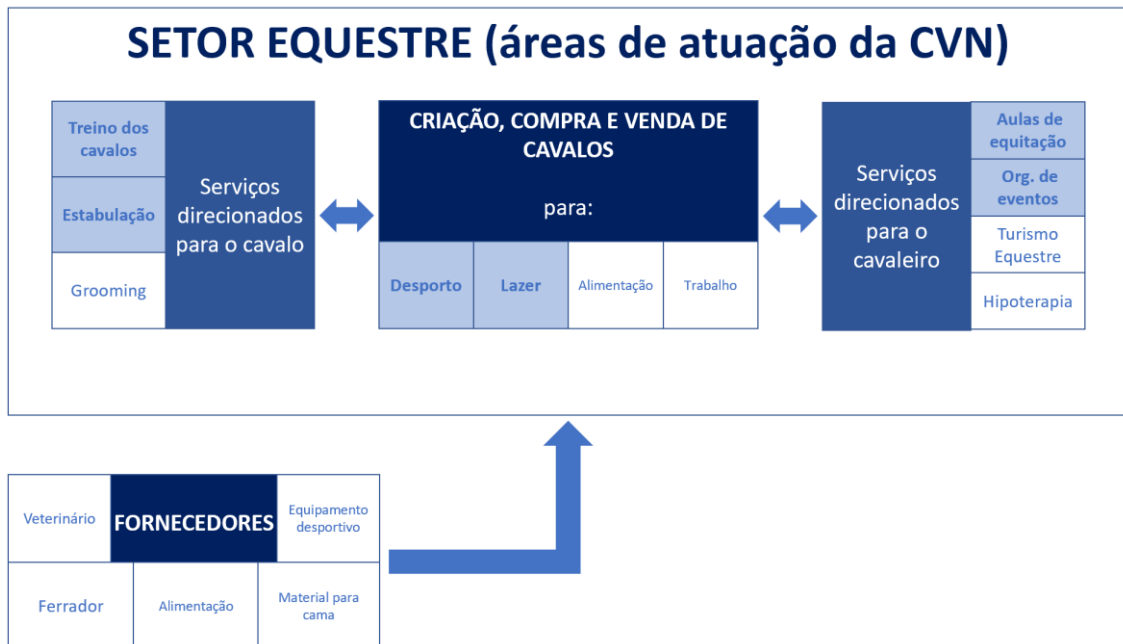 SETOR EQUESTRE (áreas de atuação da CVN)
Treino dos
cavalos
Estabulação
Grooming
Serviços
direcionados
para o cavalo
CRIAÇÃO, COMPRA E VENDA DE
CAVALOS
para:
Desporto
Lazer
Alimentação
Trabalho
Serviços
direcionados
para o
cavaleiro
Aulas de
equitação
Org. de
eventos
Turismo
Equestre
Hipoterapia
Veterinário
FORNECEDORES
Equipamento
desportivo
Ferrador
Alimentação
Material para
cama